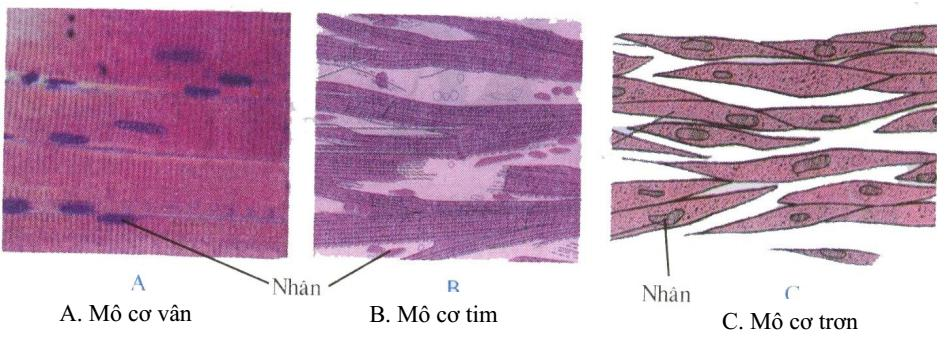 A
B
C
Nhân
Nhân
A. Mô cơ vân
B. Mô cơ tim
C. Mô cơ trơn